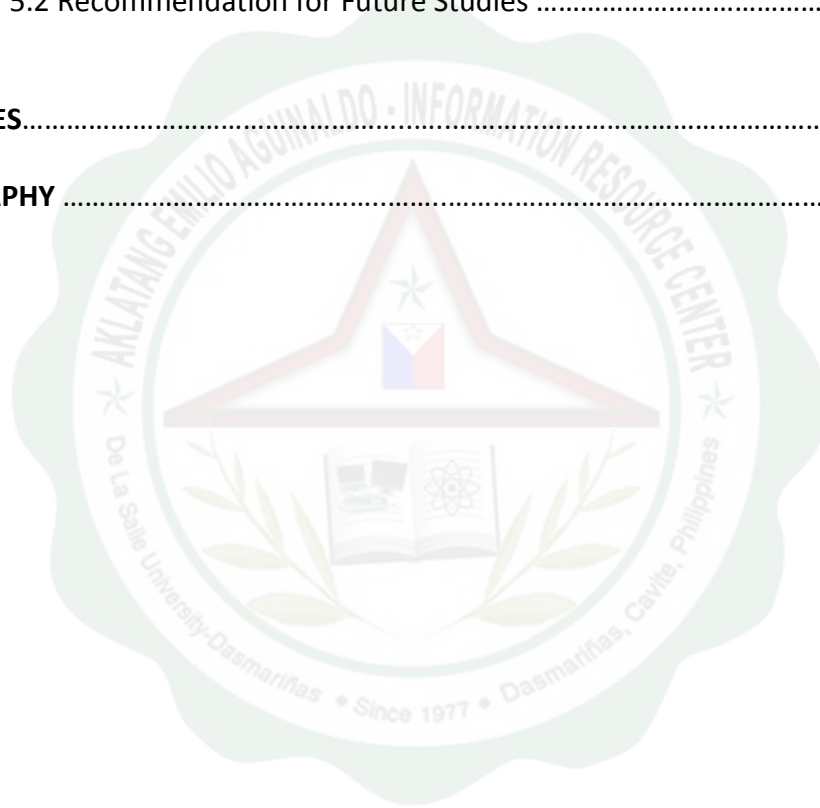 5.2 Recommendation for Future Studies ……………………………………
ES……………………………………………………………………………………………
APHY ………………………………………………………………………………………
AKLATANG EMILIO AGUINALDO - INFORMATION RESOURCE CENTER
De La Salle University-Dasmariñas • Since 1977 • Dasmariñas, Cavite, Philippines